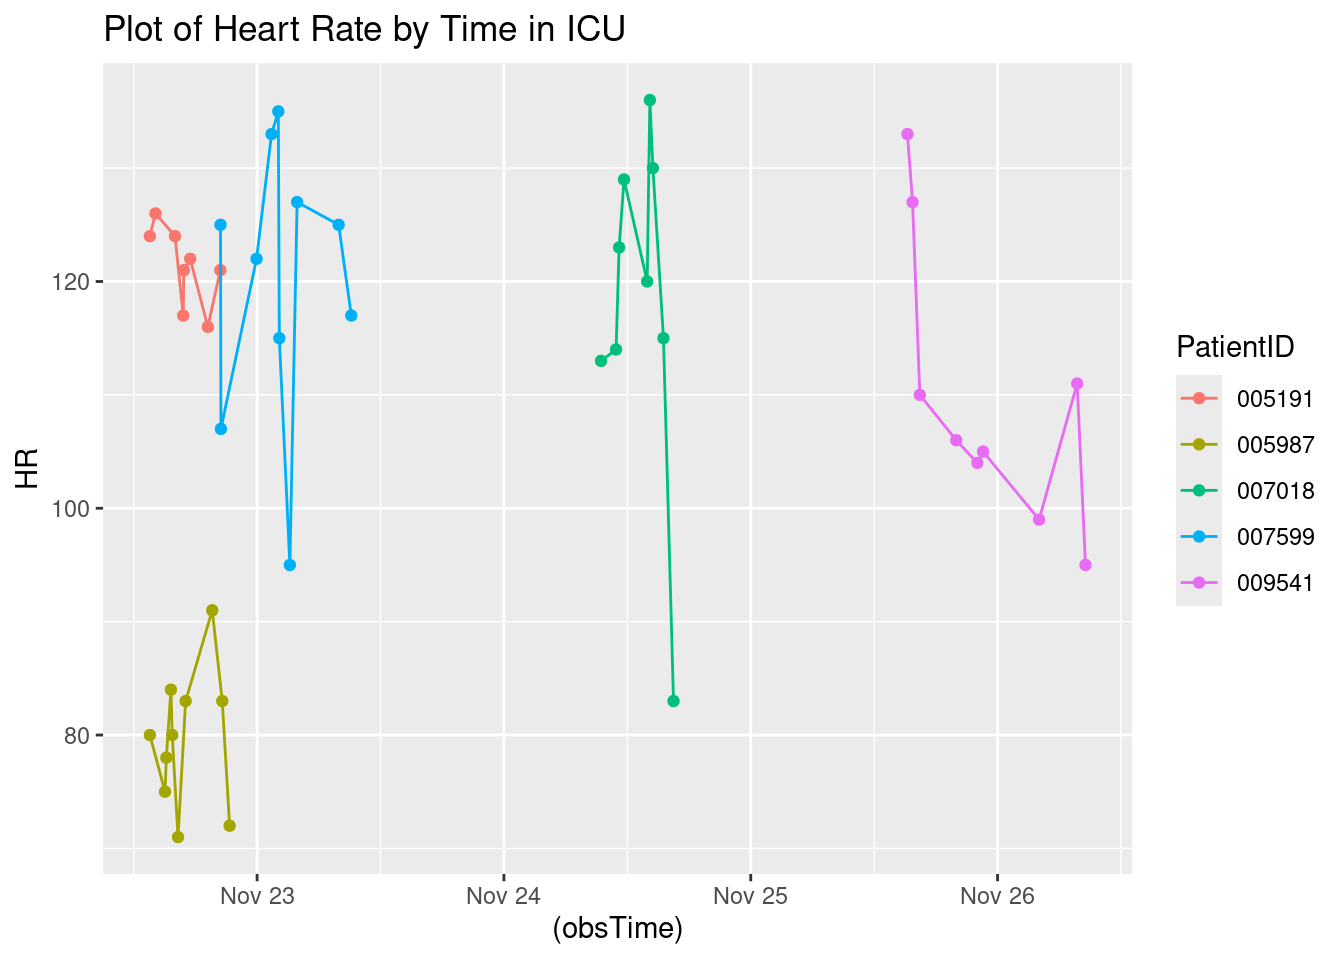 Plot of Heart Rate by Time in ICU
HR
120
100
80
Nov 23
Nov 24
Nov 25
Nov 26
(obsTime)
PatientID
005191
005987
007018
007599
009541